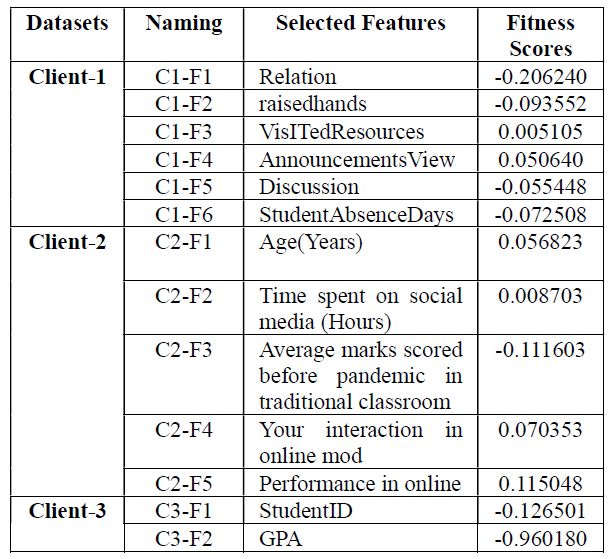 Datasets Naming Selected Features Fitness Scores
Client-1 C1-F1 Relation -0.206240
C1-F2 raisedhands -0.093552
C1-F3 VisITedResources 0.005105
C1-F4 AnnouncementsView 0.050640
C1-F5 Discussion -0.055448
C1-F6 StudentAbsenceDays -0.072508
Client-2 C2-F1 Age(Years) 0.056823
C2-F2 Time spent on social 0.008703
media (Hours)
C2-F3 Average marks scored -0.111603
before pandemic in
traditional classroom
C2-F4 Your interaction in 0.070353
online mod
C2-F5 Performance in online 0.115048
Client-3 C3-F1 StudentID -0.126501
C3-F2 GPA -0.960180